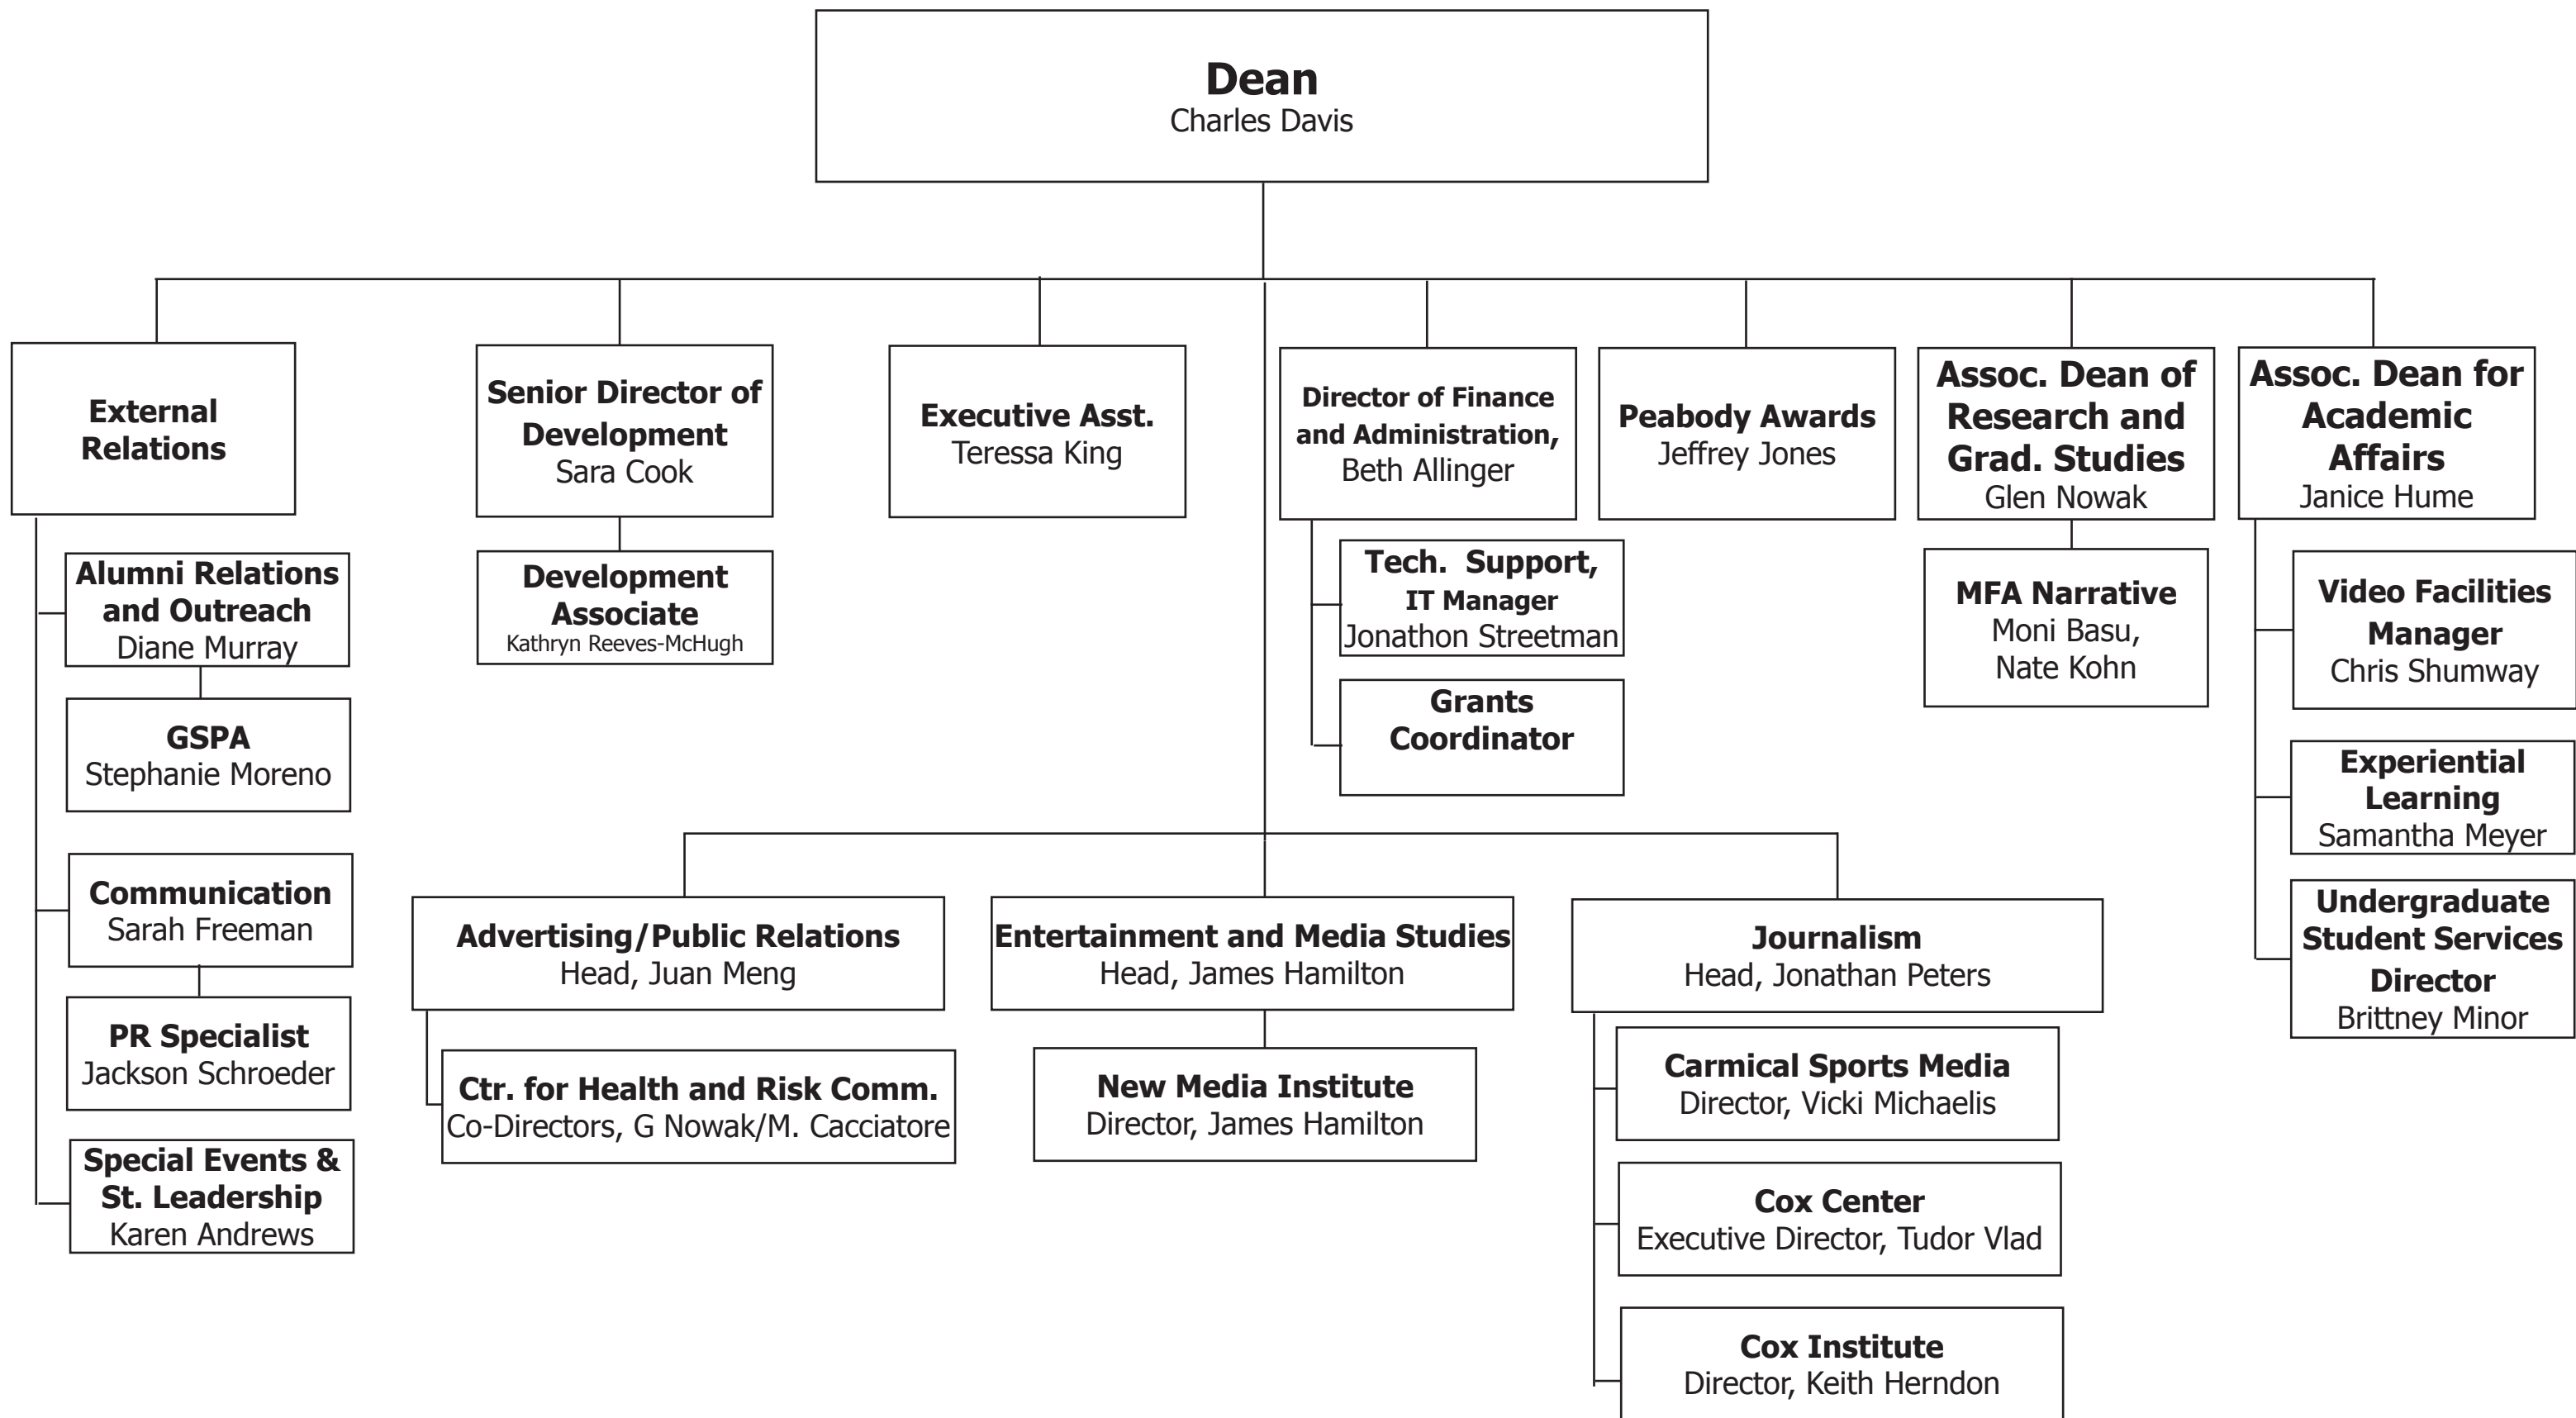 Dean
Charles Davis
External
Relations
Senior Director of
Development
Sara Cook
Executive Asst.
Teressa King
Director of Finance
and Administration,
Beth Allinger
Peabody Awards
Jeffrey Jones
Assoc. Dean of
Research and
Grad. Studies
Glen Nowak
Assoc. Dean for
Academic
Affairs
Janice Hume
Alumni Relations
and Outreach
Diane Murray
GSPA
Stephanie Moreno
Communication
Sarah Freeman
PR Specialist
Jackson Schroeder
Special Events &
St. Leadership
Karen Andrews
Development
Associate
Kathryn Reeves-McHugh
Tech.  Support,
IT Manager
Jonathon Streetman
Grants
Coordinator
MFA Narrative
Moni Basu,
Nate Kohn
Video Facilities
Manager
Chris Shumway
Experiential
Learning
Samantha Meyer
Undergraduate
Student Services
Director
Brittney Minor
Advertising/Public Relations
Head, Juan Meng
Ctr. for Health and Risk Comm.
Co-Directors, G Nowak/M. Cacciatore
Entertainment and Media Studies
Head, James Hamilton
New Media Institute
Director, James Hamilton
Journalism
Head, Jonathan Peters
Carmical Sports Media
Director, Vicki Michaelis
Cox Center
Executive Director, Tudor Vlad
Cox Institute
Director, Keith Herndon